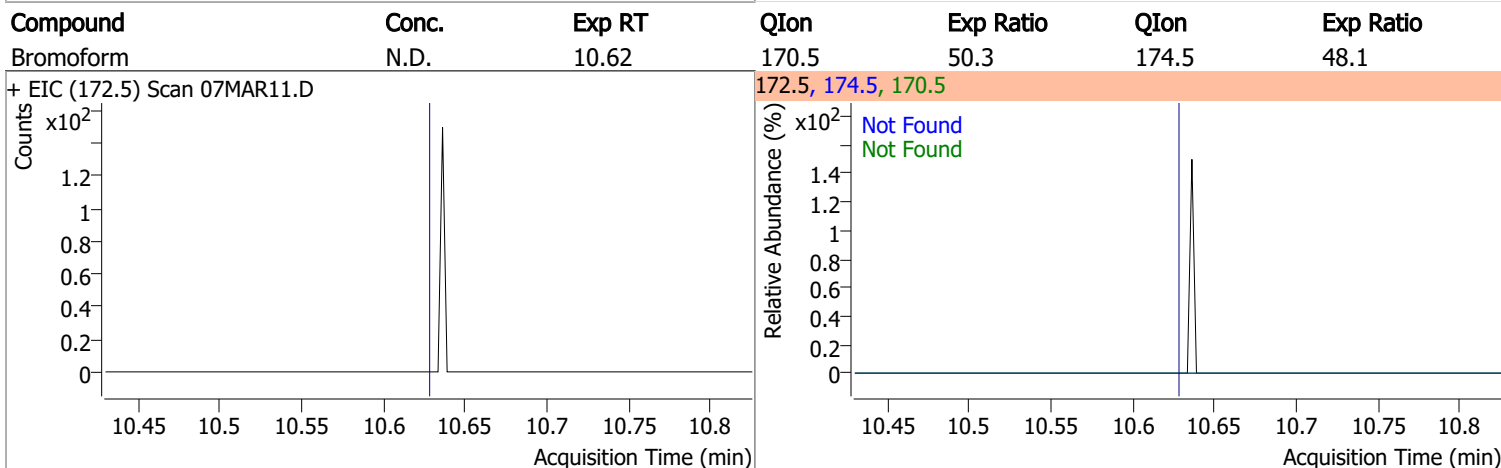 Compound Conc. Exp RT QIon Exp Ratio QIon Exp Ratio
Bromoform N.D. 10.62 170.5 50.3 174.5 48.1
+ EIC (172.5) Scan 07MAR11.D
Counts
x10²
1.2
1
0.8
0.6
0.4
0.2
0
10.45 10.5 10.55 10.6 10.65 10.7 10.75 10.8
Acquisition Time (min)
172.5, 174.5, 170.5
Relative Abundance (%)
x10²
Not Found
Not Found
1.4
1.2
1
0.8
0.6
0.4
0.2
0
10.45 10.5 10.55 10.6 10.65 10.7 10.75 10.8
Acquisition Time (min)